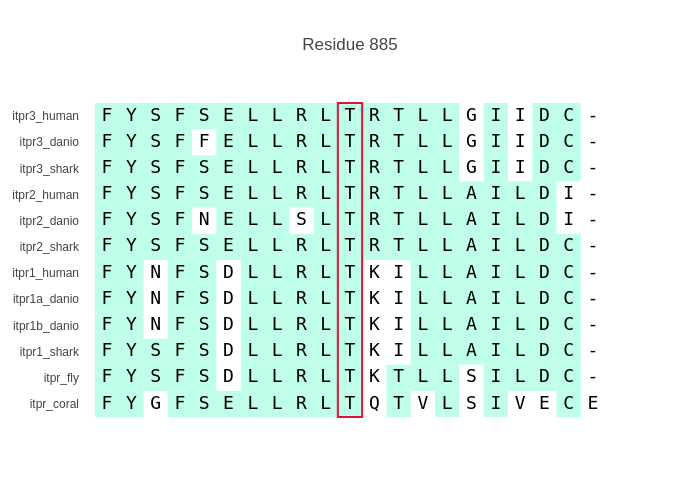 Residue 885
itpr3_human F Y S F S E L L R L T R T L L G I I D C -
itpr3_danio F Y S F F E L L R L T R T L L G I I D C -
itpr3_shark F Y S F S E L L R L T R T L L G I I D C -
itpr2_human F Y S F S E L L R L T R T L L A I L D I -
itpr2_danio F Y S F N E L L S L T R T L L A I L D I -
itpr2_shark F Y S F S E L L R L T R T L L A I L D C -
itpr1_human F Y N F S D L L R L T K I L L A I L D C -
itpr1a_danio F Y N F S D L L R L T K I L L A I L D C -
itpr1b_danio F Y N F S D L L R L T K I L L A I L D C -
itpr1_shark F Y S F S D L L R L T K I L L A I L D C -
itpr_fly F Y S F S D L L R L T K T L L S I L D C -
itpr_coral F Y G F S E L L R L T Q T V L S I V E C E